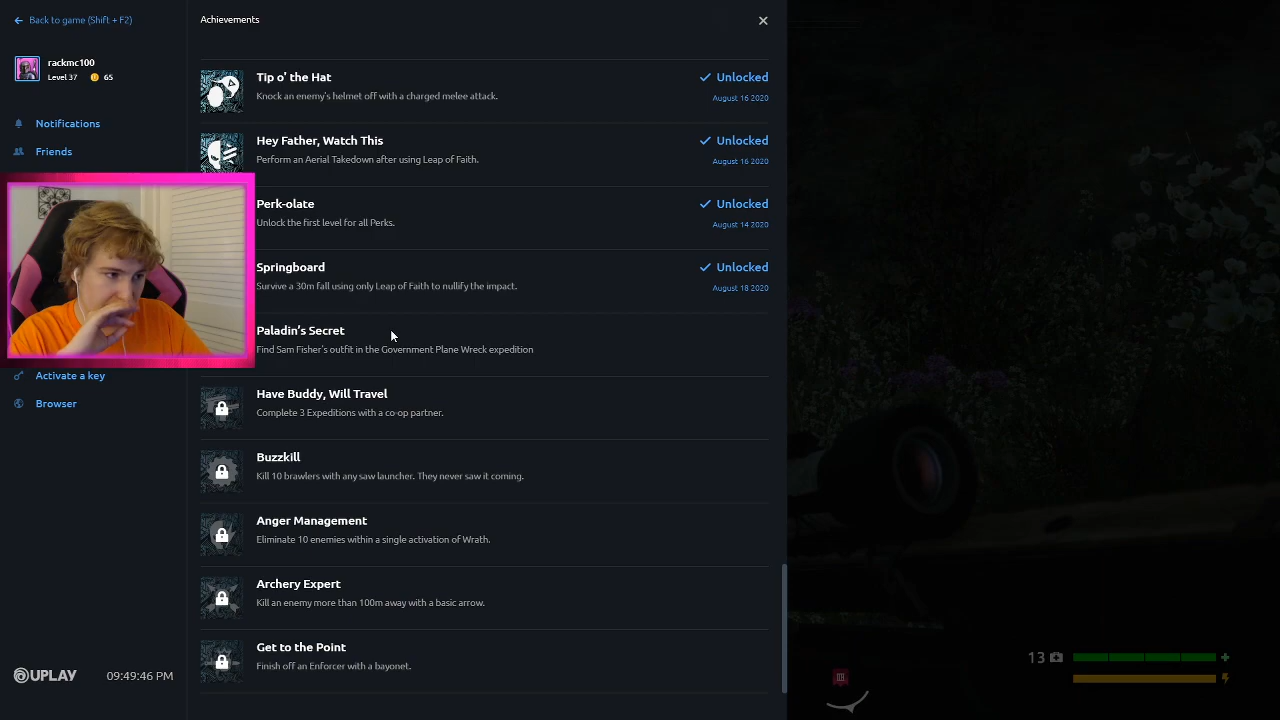 Back to game (Shift + F2)
Achievements
rackmc100
Level 37 65
Notifications
Friends
Activate a key
Browser
Tip o' the Hat
Knock an enemy's helmet off with a charged melee attack.
Unlocked
August 16 2020
Hey Father, Watch This
Perform an Aerial Takedown after using Leap of Faith.
Unlocked
August 16 2020
Perk-olate
Unlock the first level for all Perks.
Unlocked
August 14 2020
Springboard
Survive a 30m fall using only Leap of Faith to nullify the impact.
Unlocked
August 18 2020
Paladin's Secret
Find Sam Fisher's outfit in the Government Plane Wreck expedition
Have Buddy, Will Travel
Complete 3 Expeditions with a co-op partner.
Buzzkill
Kill 10 brawlers with any saw launcher. They never saw it coming.
Anger Management
Eliminate 10 enemies within a single activation of Wrath.
Archery Expert
Kill an enemy more than 100m away with a basic arrow.
Get to the Point
Finish off an Enforcer with a bayonet.
UPLAY
09:49:46 PM
13